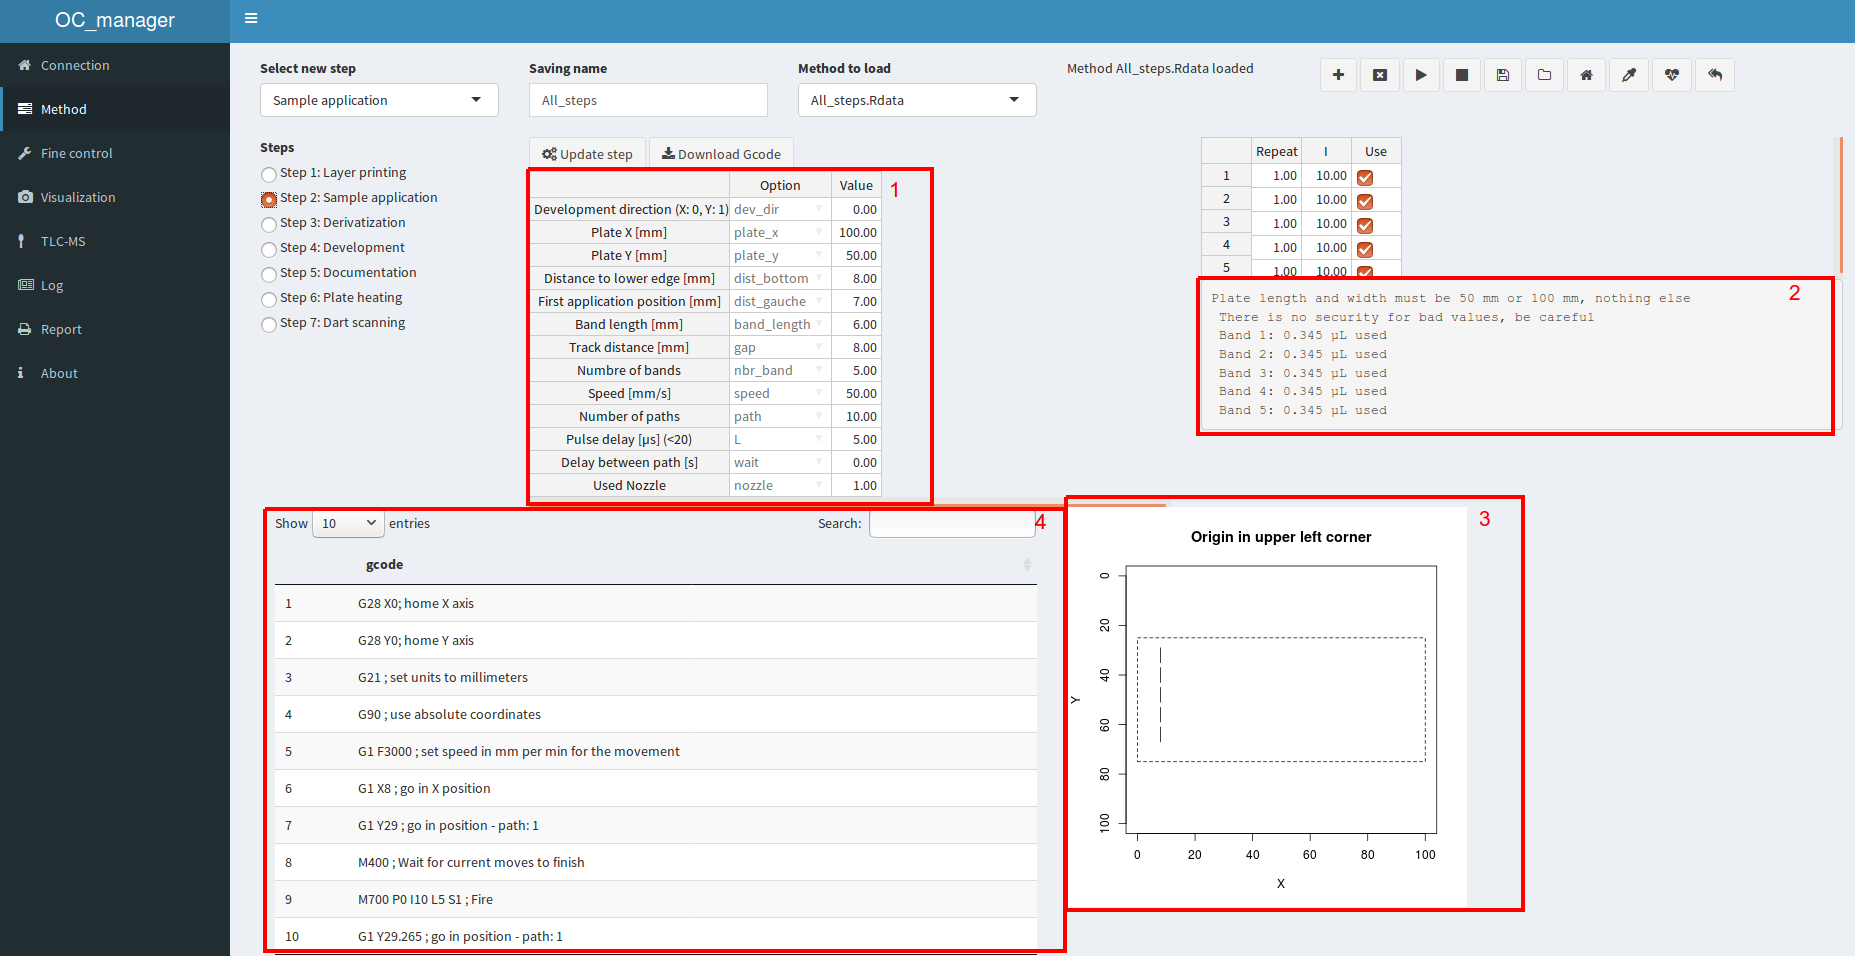 OC_manager
Connection
Method
Fine control
Visualization
TLC-MS
Log
Report
About
Select new step
Sample application
Saving name
All_steps
Method to load
All_steps.Rdata
Method All_steps.Rdata loaded
Steps
Step 1: Layer printing
Step 2: Sample application
Step 3: Derivatization
Step 4: Development
Step 5: Documentation
Step 6: Plate heating
Step 7: Dart scanning
Update step
Download Gcode
Option Value
Development direction (X: 0, Y: 1) dev_dir 0.00
Plate X [mm] plate_x 100.00
Plate Y [mm] plate_y 50.00
Distance to lower edge [mm] dist_bottom 8.00
First application position [mm] dist_gauche 7.00
Band length [mm] band_length 6.00
Track distance [mm] gap 8.00
Numbre of bands nbr_band 5.00
Speed [mm/s] speed 50.00
Number of paths path 10.00
Pulse delay [µs] (<20) L 5.00
Delay between path [s] wait 0.00
Used Nozzle nozzle 1.00
1
Repeat I Use
1 1.00 10.00
2 1.00 10.00
3 1.00 10.00
4 1.00 10.00
5 1.00 10.00
Plate length and width must be 50 mm or 100 mm, nothing else
There is no security for bad values, be careful
Band 1: 0.345 µL used
Band 2: 0.345 µL used
Band 3: 0.345 µL used
Band 4: 0.345 µL used
Band 5: 0.345 µL used
2
Show 10 entries
Search:
4
gcode
1 G28 X0; home X axis
2 G28 Y0; home Y axis
3 G21 ; set units to millimeters
4 G90 ; use absolute coordinates
5 G1 F3000 ; set speed in mm per min for the movement
6 G1 X8 ; go in X position
7 G1 Y29 ; go in position - path: 1
8 M400 ; Wait for current moves to finish
9 M700 P0 I10 L5 S1 ; Fire
10 G1 Y29.265 ; go in position - path: 1
3
Origin in upper left corner
Y
0
20
40
60
80
100
0 20 40 60 80 100
X